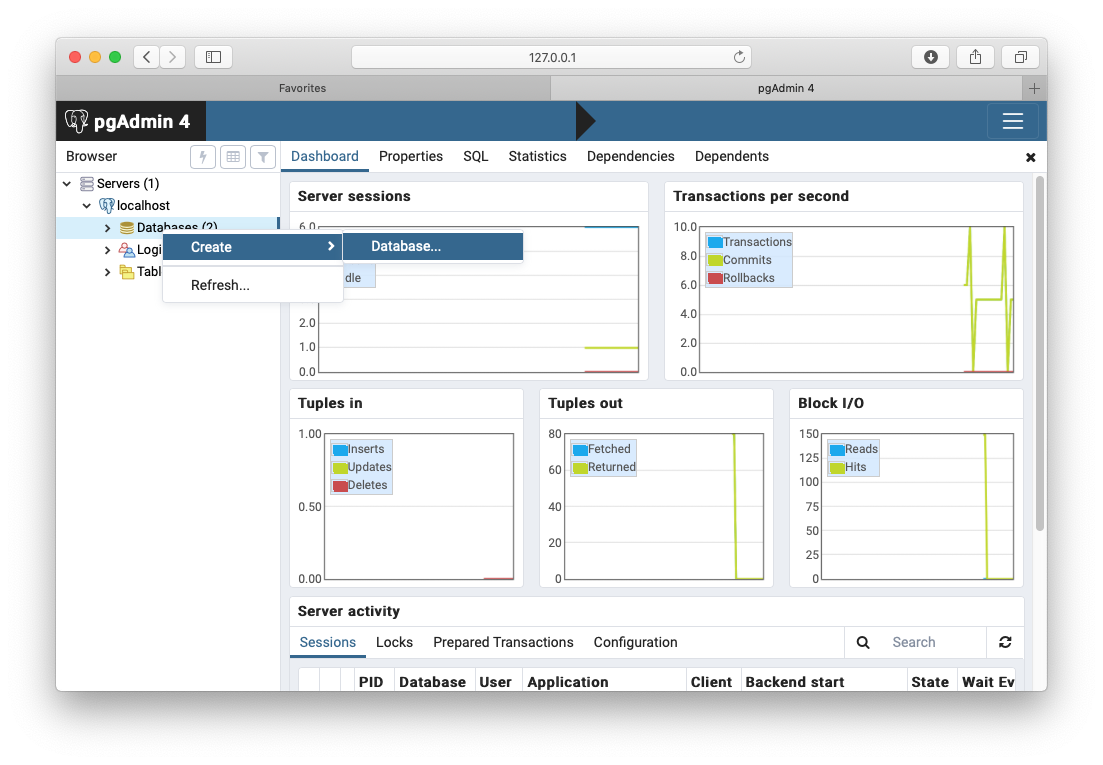 127.0.0.1
Favorites
pgAdmin 4
pgAdmin 4
Browser
Dashboard Properties SQL Statistics Dependencies Dependents
Servers (1)
localhost
Databases (2)
Logi
Tabl
Create
Database...
Refresh...
Server sessions
6.0
dle
2.0
1.0
0.0
Transactions per second
10.0
8.0
6.0
4.0
2.0
0.0
Transactions
Commits
Rollbacks
Tuples in
1.00
0.50
0.00
Inserts
Updates
Deletes
Tuples out
80
60
40
20
0
Fetched
Returned
Block I/O
150
125
100
75
50
25
0
Reads
Hits
Server activity
Sessions Locks Prepared Transactions Configuration
Search
PID Database User Application Client Backend start State Wait Ev